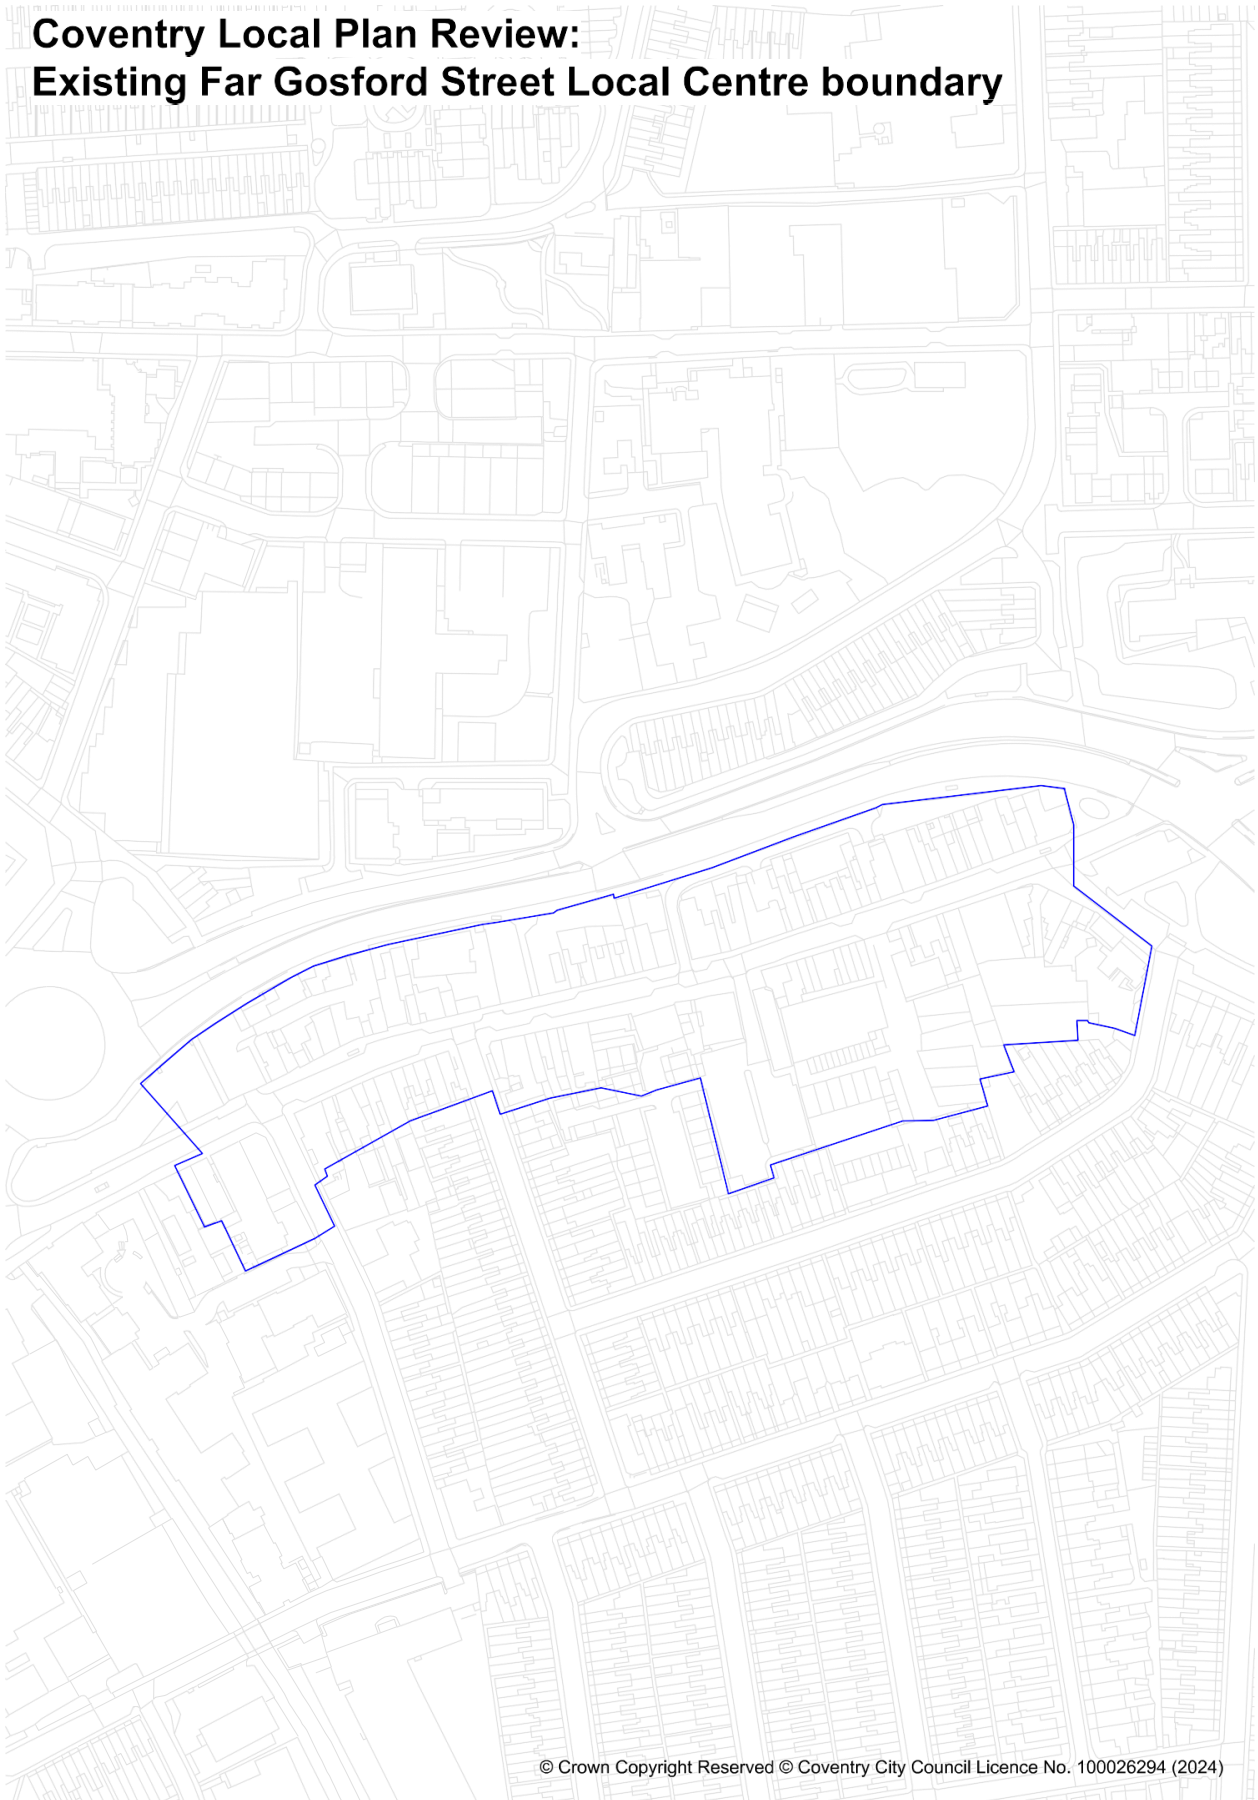 Coventry Local Plan Review:
Existing Far Gosford Street Local Centre boundary
© Crown Copyright Reserved © Coventry City Council Licence No. 100026294 (2024)